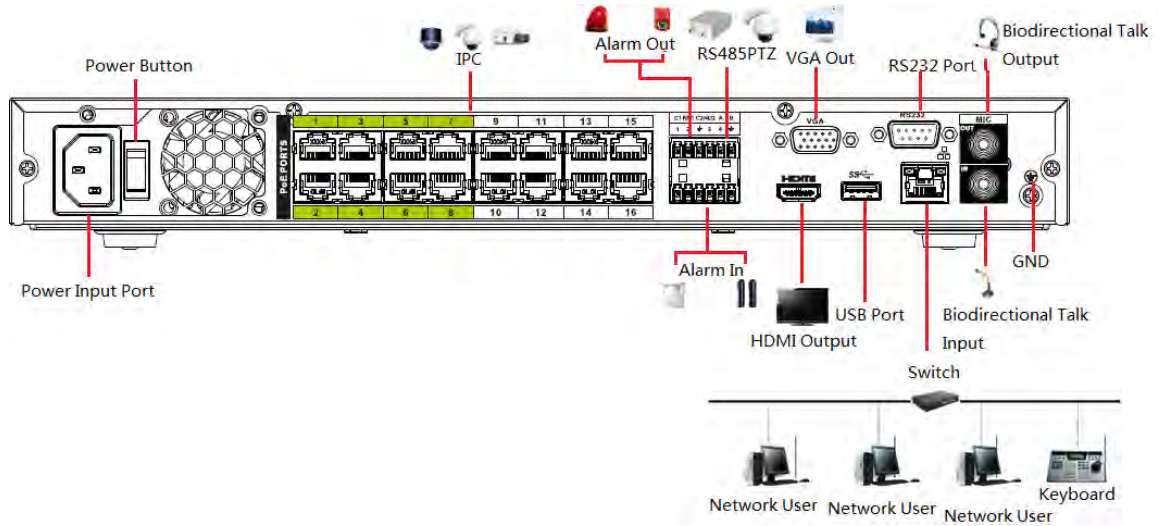 Alarm Out
RS485PTZ
VGA Out
RS232 Port
Biodirectional Talk
Output
IPC
Power Button
1 3 5 7 9 11 13 15
VGA
RS232
MIC
OUT
PoE PORTS
HDMI
SS
2 4 6 8 10 12 14 16
Power Input Port
Alarm In
HDMI Output
USB Port
Biodirectional Talk
Input
GND
Switch
Network User
Network User
Network User
Keyboard